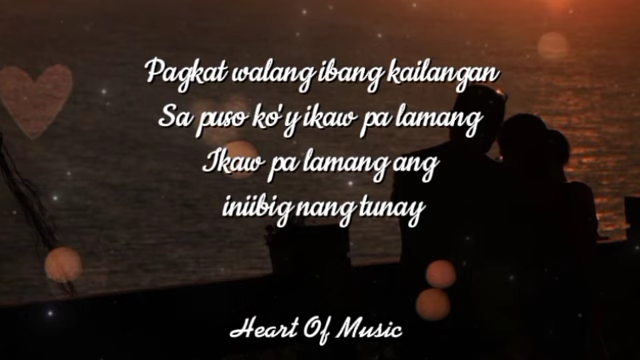 Pagkat walang ibang kailangan
Sa puso ko'y ikaw pa lamang
Ikaw pa lamang ang
iniibig nang tunay
Heart Of Music